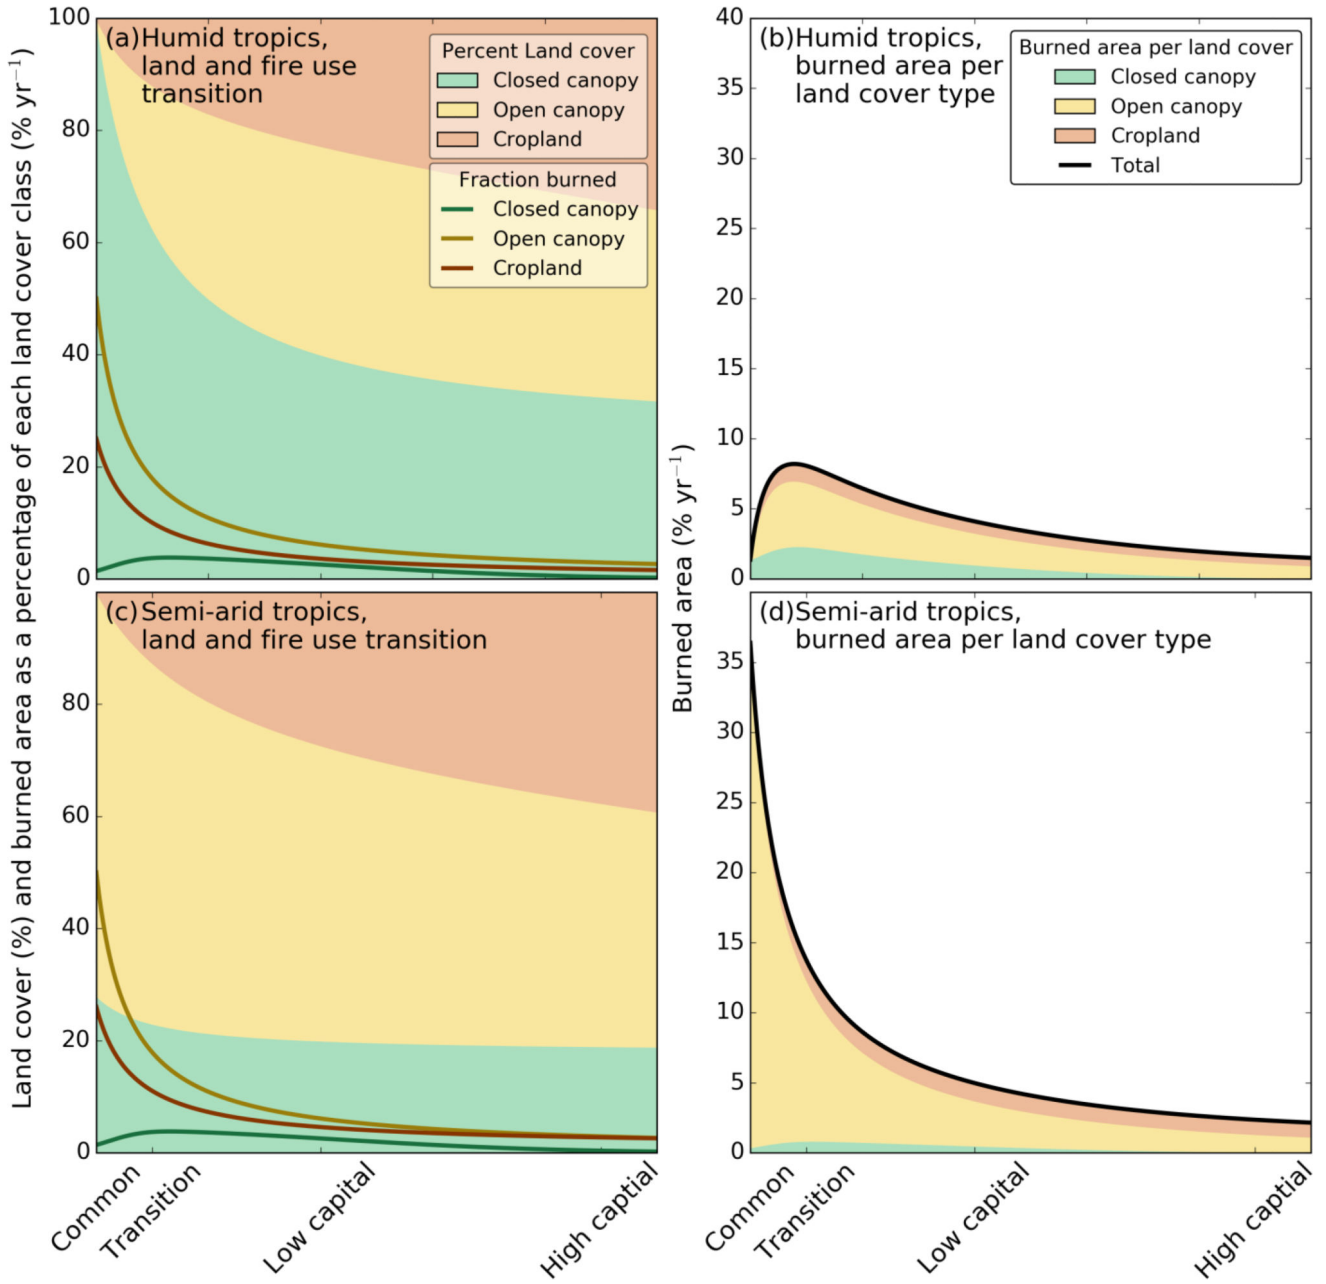 Land cover (%) and burned area as a percentage of each land cover class (% yr⁻¹)
100
80
60
40
20
0
(a) Humid tropics,
land and fire use
transition
Percent Land cover
Closed canopy
Open canopy
Cropland
Fraction burned
Closed canopy
Open canopy
Cropland
Burned area (% yr⁻¹)
40
35
30
25
20
15
10
5
0
(b) Humid tropics,
burned area per
land cover type
Burned area per land cover
Closed canopy
Open canopy
Cropland
Total
80
60
40
20
0
(c) Semi-arid tropics,
land and fire use transition
Common
Transition
Low capital
High captial
35
30
25
20
15
10
5
0
(d) Semi-arid tropics,
burned area per land cover type
Common
Transition
Low capital
High captial